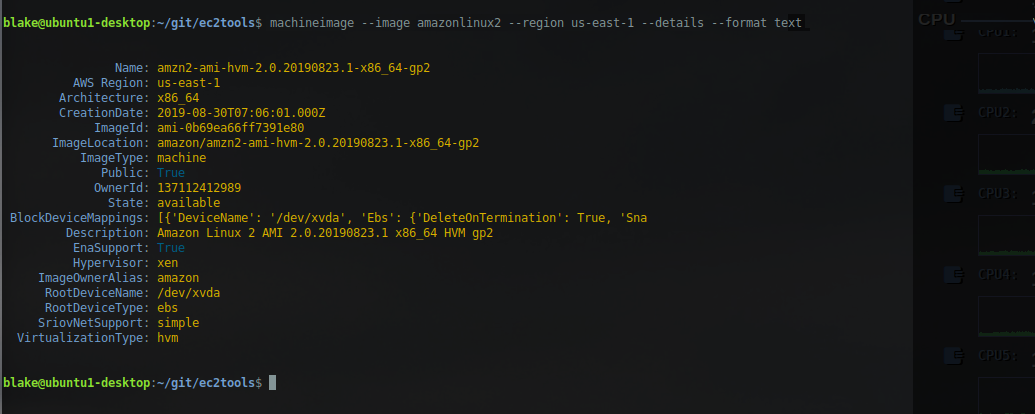 blake@ubuntu1-desktop:~/git/ec2tools$ machineimage --image amazonlinux2 --region us-east-1 --details --format text
Name: amzn2-ami-hvm-2.0.20190823.1-x86_64-gp2
AWS Region: us-east-1
Architecture: x86_64
CreationDate: 2019-08-30T07:06:01.000Z
ImageId: ami-0b69ea66ff7391e80
ImageLocation: amazon/amzn2-ami-hvm-2.0.20190823.1-x86_64-gp2
ImageType: machine
Public: True
OwnerId: 137112412989
State: available
BlockDeviceMappings: [{'DeviceName': '/dev/xvda', 'Ebs': {'DeleteOnTermination': True, 'Sna
Description: Amazon Linux 2 AMI 2.0.20190823.1 x86_64 HVM gp2
EnaSupport: True
Hypervisor: xen
ImageOwnerAlias: amazon
RootDeviceName: /dev/xvda
RootDeviceType: ebs
SriovNetSupport: simple
VirtualizationType: hvm
blake@ubuntu1-desktop:~/git/ec2tools$
CPU
CPU1:
CPU2:
CPU3:
CPU4:
CPU5: